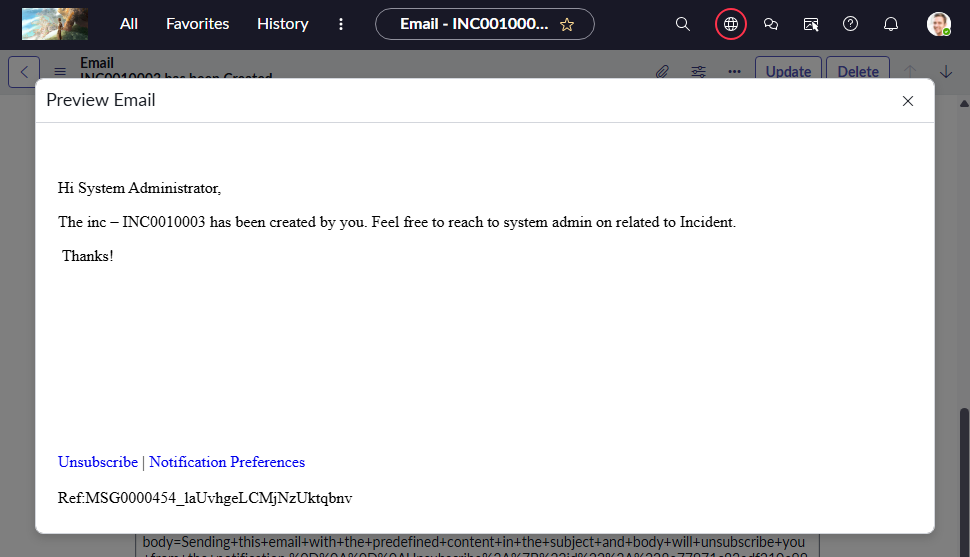 All Favorites History Email - INC001000...
Email
INC0010003 has been Created
Update Delete
Preview Email
Hi System Administrator,
The inc – INC0010003 has been created by you. Feel free to reach to system admin on related to Incident.
Thanks!
Unsubscribe | Notification Preferences
Ref:MSG0000454_laUvhgeLCMjNzUktqbnv
body=Sending+this+email+with+the+predefined+content+in+the+subject+and+body+will+unsubscribe+you